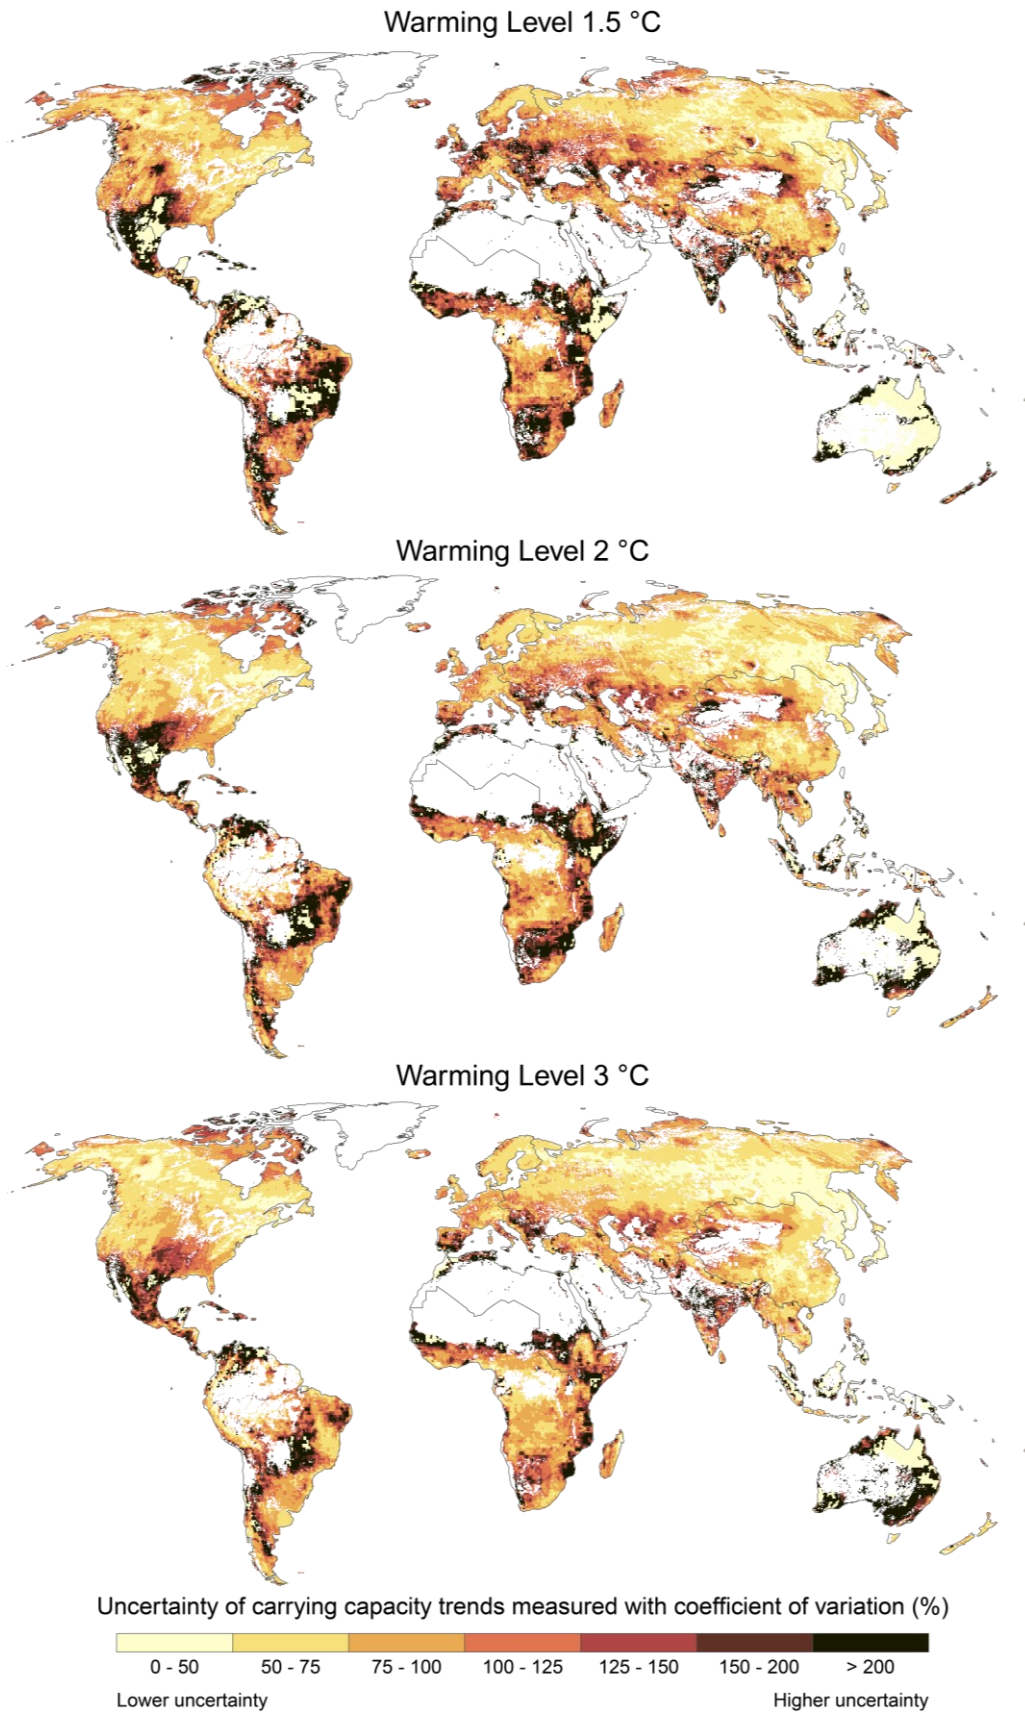 Warming Level 1.5 °C
Warming Level 2 °C
Warming Level 3 °C
Uncertainty of carrying capacity trends measured with coefficient of variation (%)
0 - 50 50 - 75 75 - 100 100 - 125 125 - 150 150 - 200 > 200
Lower uncertainty Higher uncertainty